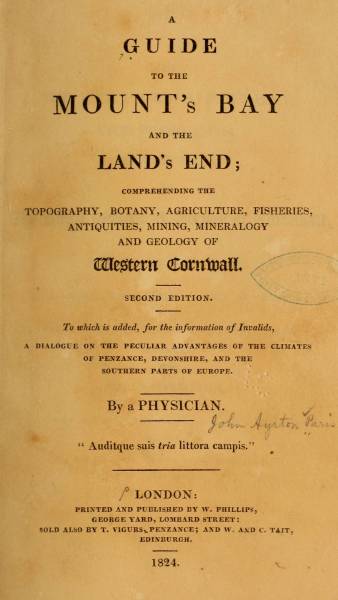 A
GUIDE
TO THE
MOUNT's BAY
AND THE
LAND's END;
COMPREHENDING THE
TOPOGRAPHY, BOTANY, AGRICULTURE, FISHERIES,
ANTIQUITIES, MINING, MINERALOGY
AND GEOLOGY OF
Western Cornwall.
SECOND EDITION.
To which is added, for the information of Invalids,
A DIALOGUE ON THE PECULIAR ADVANTAGES OF THE CLIMATES
OF PENZANCE, DEVONSHIRE, AND THE
SOUTHERN PARTS OF EUROPE.
By a PHYSICIAN.
John Ayrton Paris
"Auditque suis tria littora campis."
LONDON:
PRINTED AND PUBLISHED BY W. PHILLIPS,
GEORGE YARD, LOMBARD STREET:
SOLD ALSO BY T. VIGURS, PENZANCE; AND W. AND C. TAIT,
EDINBURGH.
1824.